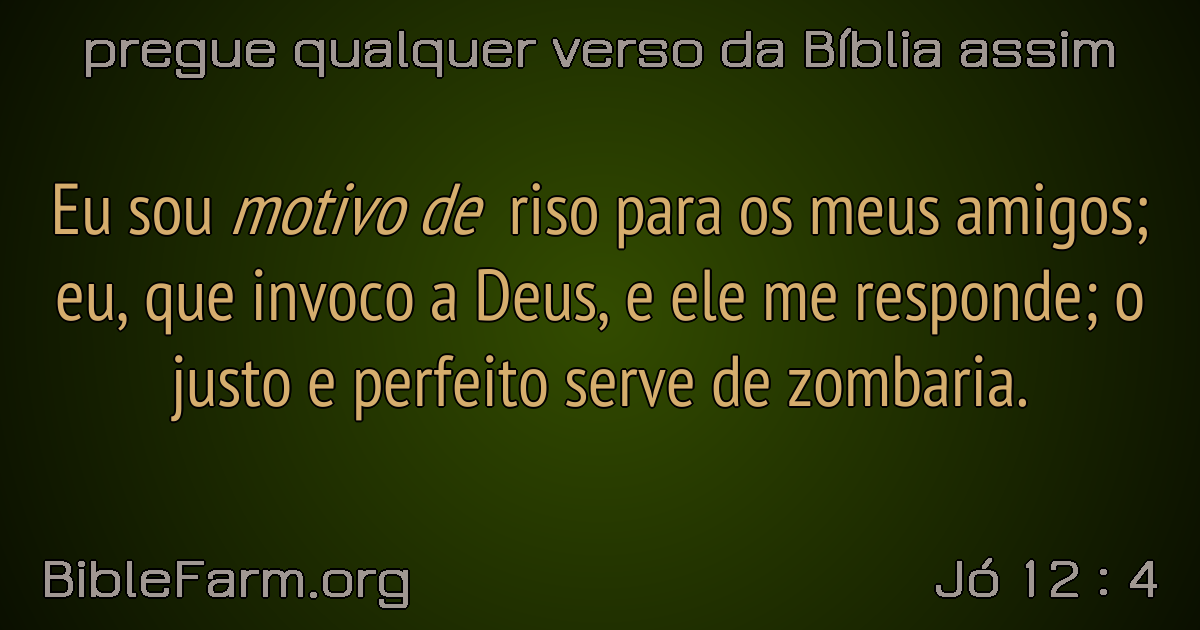 pregue qualquer verso da Bíblia assim
Eu sou motivo de riso para os meus amigos;
eu, que invoco a Deus, e ele me responde; o
justo e perfeito serve de zombaria.
BibleFarm.org
Jó 12 : 4